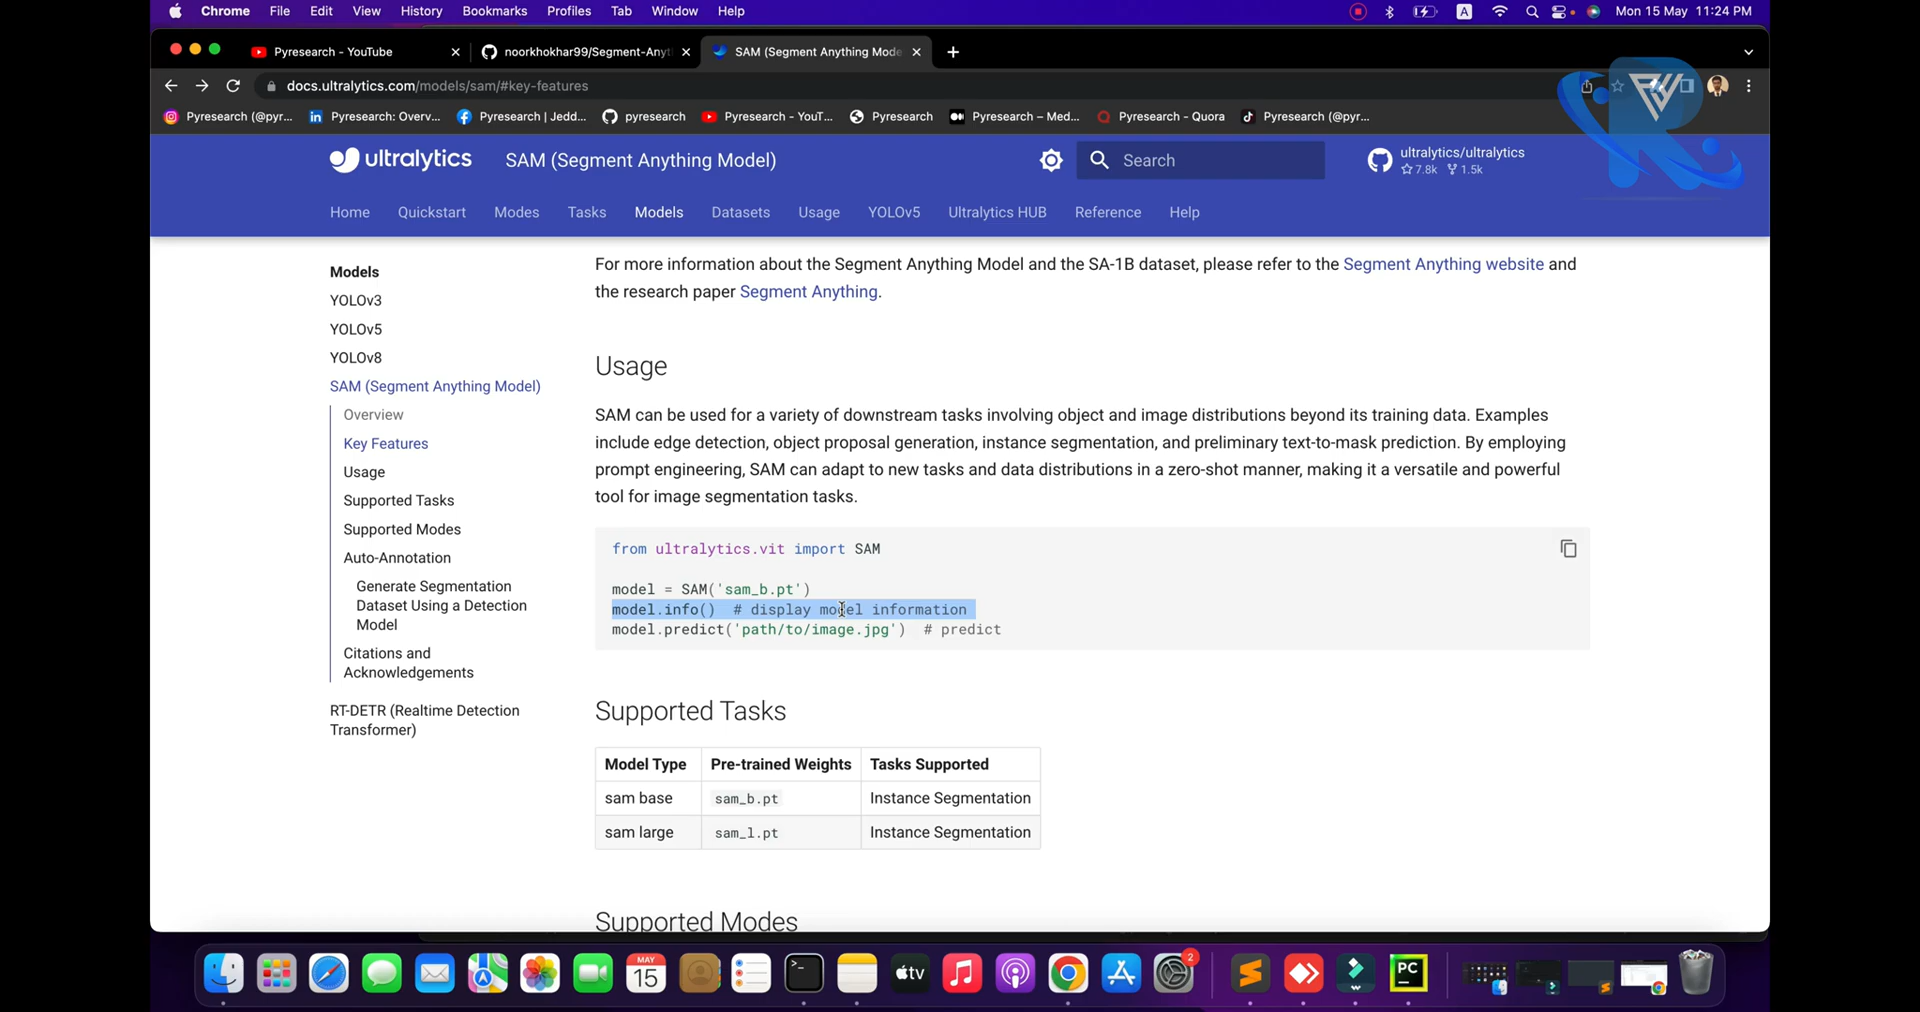 Chrome File Edit View History Bookmarks Profiles Tab Window Help
A Mon 15 May 11:24 PM
Pyresearch - YouTube
noorkhokhar99/Segment-Anyt
SAM (Segment Anything Mode
docs.ultralytics.com/models/sam/#key-features
Pyresearch (@pyr... Pyresearch: Overv... Pyresearch | Jedd... pyresearch Pyresearch - YouT... Pyresearch Pyresearch – Med... Pyresearch - Quora Pyresearch (@pyr...
ultralytics SAM (Segment Anything Model) Search
ultralytics/ultralytics
7.8k 1.5k
Home Quickstart Modes Tasks Models Datasets Usage YOLOv5 Ultralytics HUB Reference Help
Models
YOLOv3
YOLOv5
YOLOv8
SAM (Segment Anything Model)
Overview
Key Features
Usage
Supported Tasks
Supported Modes
Auto-Annotation
Generate Segmentation
Dataset Using a Detection
Model
Citations and
Acknowledgements
RT-DETR (Realtime Detection
Transformer)
For more information about the Segment Anything Model and the SA-1B dataset, please refer to the Segment Anything website and
the research paper Segment Anything.
Usage
SAM can be used for a variety of downstream tasks involving object and image distributions beyond its training data. Examples
include edge detection, object proposal generation, instance segmentation, and preliminary text-to-mask prediction. By employing
prompt engineering, SAM can adapt to new tasks and data distributions in a zero-shot manner, making it a versatile and powerful
tool for image segmentation tasks.
from ultralytics.vit import SAM
model = SAM('sam_b.pt')
model.info() # display model information
model.predict('path/to/image.jpg') # predict
Supported Tasks
Model Type Pre-trained Weights Tasks Supported
sam base sam_b.pt Instance Segmentation
sam large sam_l.pt Instance Segmentation
Supported Modes
MAY
15
tv
2
PC